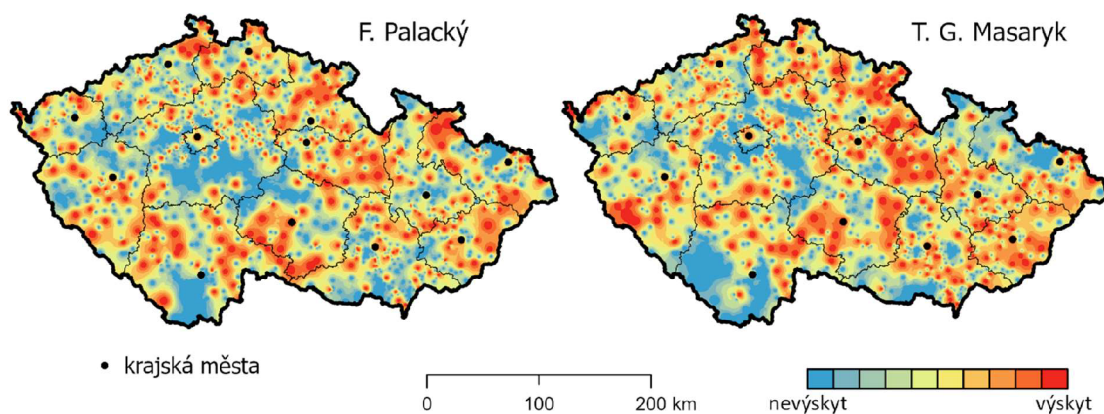 F. Palacký
T. G. Masaryk
krajská města
0 100 200 km
nevýskyt výskyt